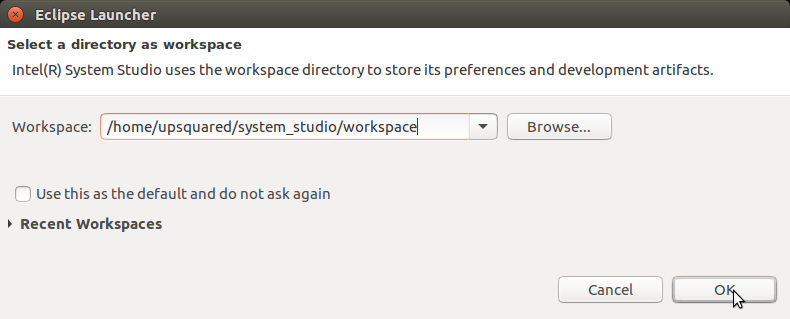 Eclipse Launcher
Select a directory as workspace
Intel(R) System Studio uses the workspace directory to store its preferences and development artifacts.
Workspace: /home/upsquared/system_studio/workspace Browse...
Use this as the default and do not ask again
Recent Workspaces
Cancel OK